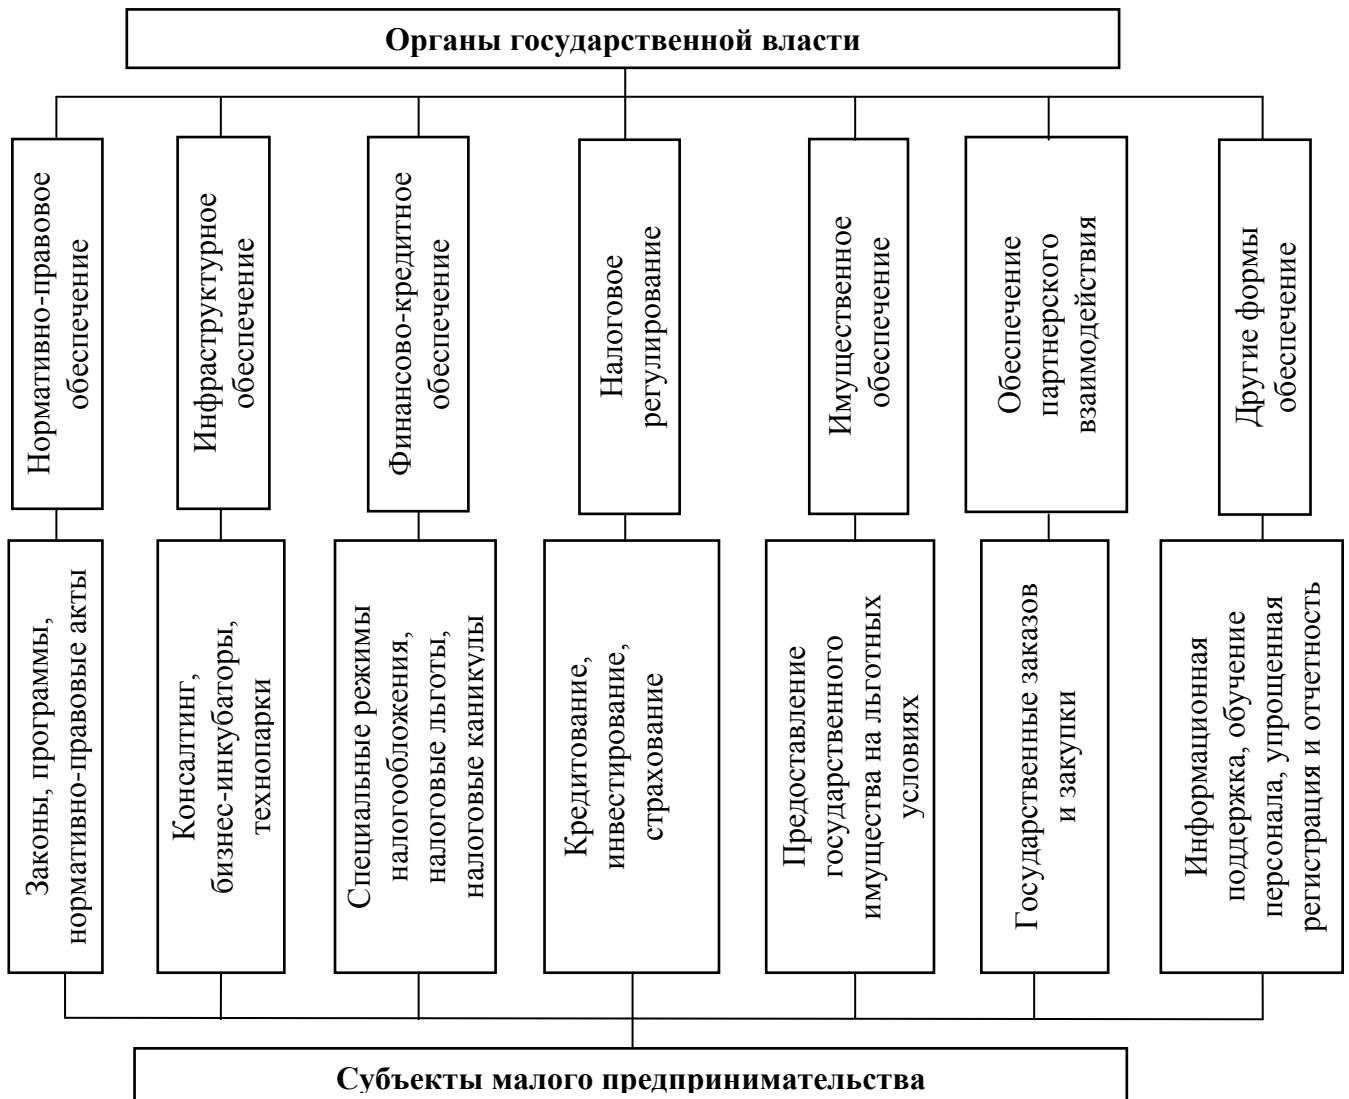 Органы государственной власти
Нормативно-правовое
обеспечение
Инфраструктурное
обеспечение
Финансово-кредитное
обеспечение
Налоговое
регулирование
Имущественное
обеспечение
Обеспечение
партнерского
взаимодействия
Другие формы
обеспечение
Законы, программы,
нормативно-правовые акты
Консалтинг,
бизнес-инкубаторы,
технопарки
Специальные режимы
налогообложения,
налоговые льготы,
налоговые каникулы
Кредитование,
инвестирование,
страхование
Предоставление
государственного
имущества на льготных
условиях
Государственные заказов
и закупки
Информационная
поддержка, обучение
персонала, упрощенная
регистрация и отчетность
Субъекты малого предпринимательства